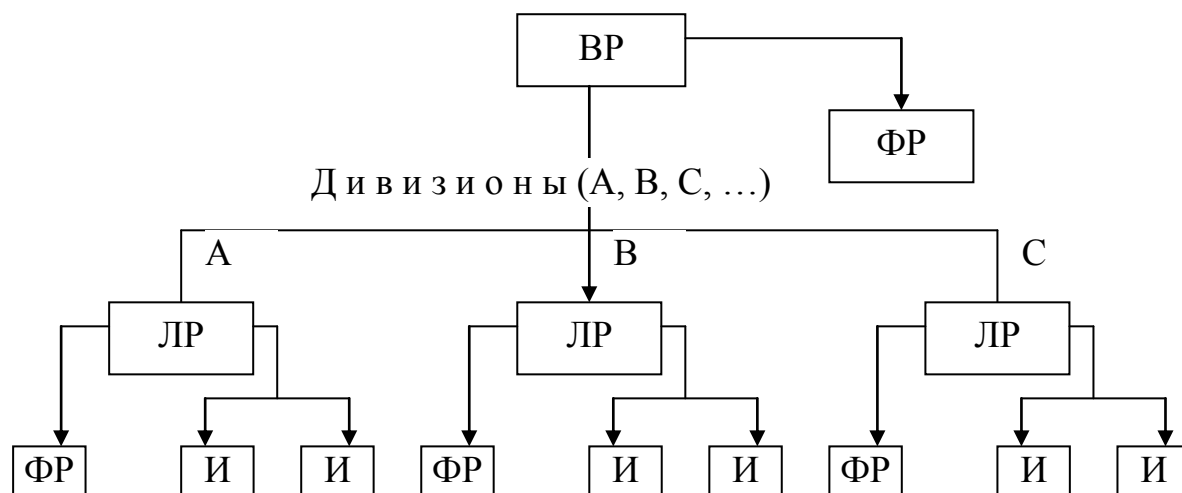 ВР
ФР
Д и в и з и о н ы (А, В, С, …)
А В С
ЛР ЛР ЛР
ФР И И ФР И И ФР И И